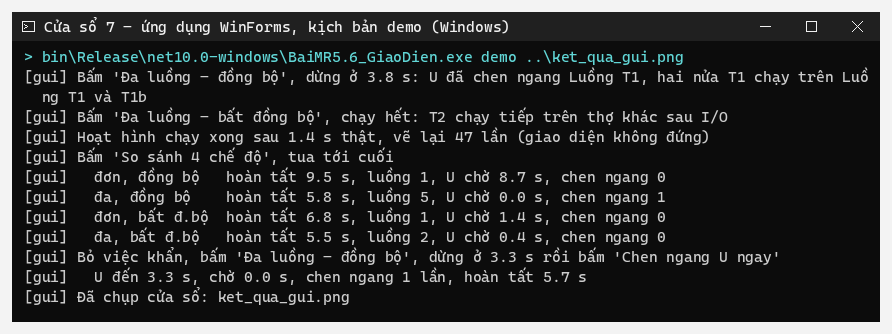 Cửa sổ 7 — ứng dụng WinForms, kịch bản demo (Windows)
> bin\Release\net10.0-windows\BaiMR5.6_GiaoDien.exe demo ..\ket_qua_gui.png
[gui] Bấm 'Đa luồng — đồng bộ', dừng ở 3.8 s: U đã chen ngang Luồng T1, hai nửa T1 chạy trên Luồ
ng T1 và T1b
[gui] Bấm 'Đa luồng — bất đồng bộ', chạy hết: T2 chạy tiếp trên thợ khác sau I/O
[gui] Hoạt hình chạy xong sau 1.4 s thật, vẽ lại 47 lần (giao diện không đứng)
[gui] Bấm 'So sánh 4 chế độ', tua tới cuối
[gui]   đơn, đồng bộ   hoàn tất 9.5 s, luồng 1, U chờ 8.7 s, chen ngang 0
[gui]   đa, đồng bộ    hoàn tất 5.8 s, luồng 5, U chờ 0.0 s, chen ngang 1
[gui]   đơn, bất đ.bộ  hoàn tất 6.8 s, luồng 1, U chờ 1.4 s, chen ngang 0
[gui]   đa, bất đ.bộ   hoàn tất 5.5 s, luồng 2, U chờ 0.4 s, chen ngang 0
[gui] Bỏ việc khẩn, bấm 'Đa luồng — đồng bộ', dừng ở 3.3 s rồi bấm 'Chen ngang U ngay'
[gui]   U đến 3.3 s, chờ 0.0 s, chen ngang 1 lần, hoàn tất 5.7 s
[gui] Đã chụp cửa sổ: ket_qua_gui.png